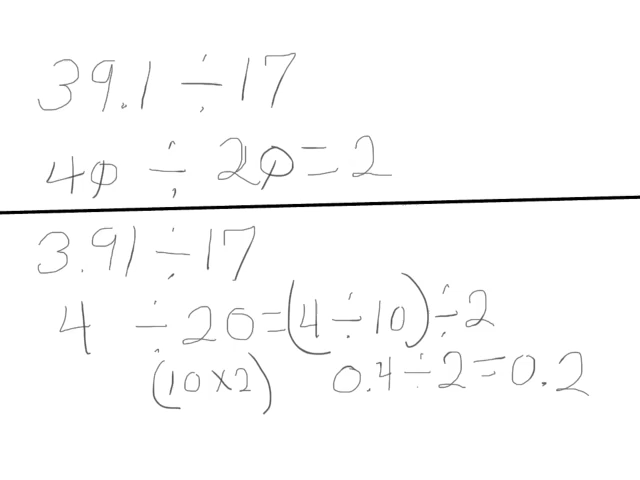 39.1 ÷ 17
40 ÷ 20 = 2
3.91 ÷ 17
4 ÷ 20 = (4 ÷ 10) ÷ 2
(10 × 2) 0.4 ÷ 2 = 0.2